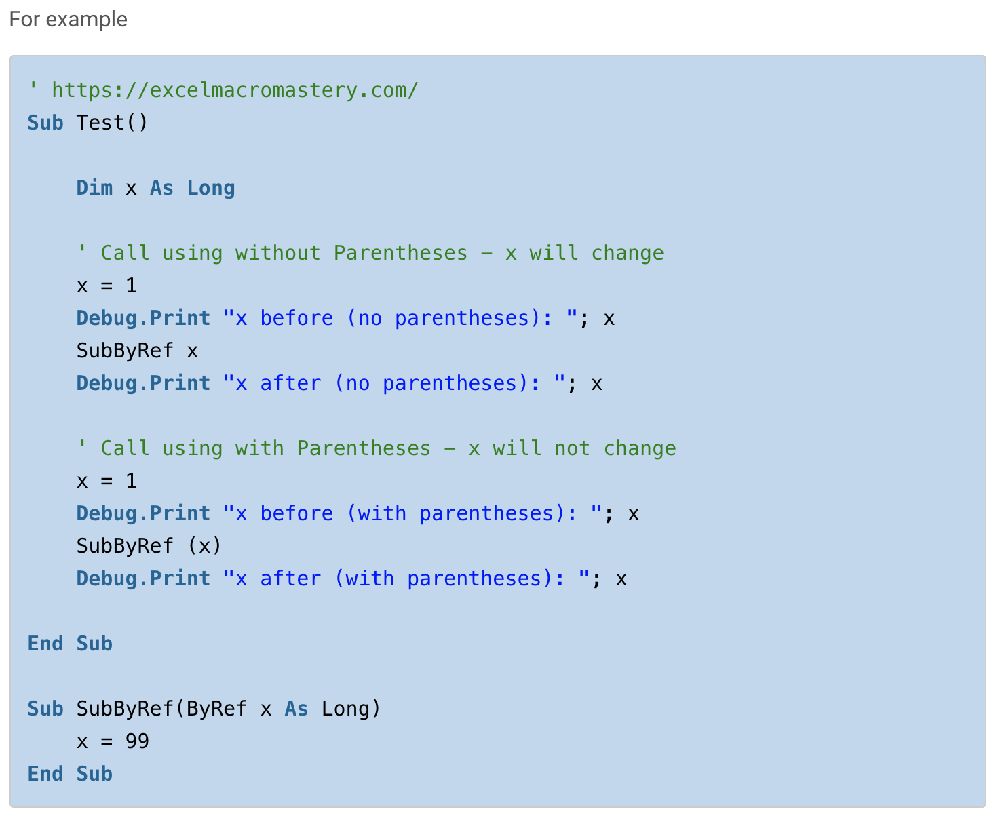 For example
' https://excelmacromastery.com/
Sub Test()
Dim x As Long
' Call using without Parentheses – x will change
x = 1
Debug.Print "x before (no parentheses): "; x
SubByRef x
Debug.Print "x after (no parentheses): "; x
' Call using with Parentheses – x will not change
x = 1
Debug.Print "x before (with parentheses): "; x
SubByRef (x)
Debug.Print "x after (with parentheses): "; x
End Sub
Sub SubByRef(ByRef x As Long)
x = 99
End Sub